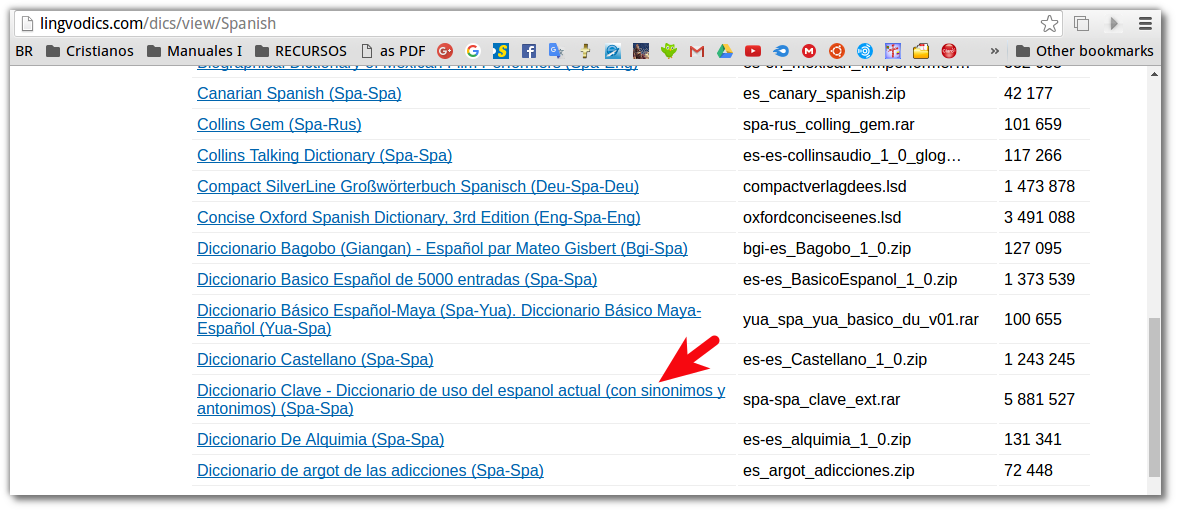 lingvodics.com/dics/view/Spanish
BR Cristianos Manuales I RECURSOS as PDF » Other bookmarks
Biographical Dictionary of Mexican Film Performers (Spa-Eng)
Canarian Spanish (Spa-Spa) es_canary_spanish.zip 42 177
Collins Gem (Spa-Rus) spa-rus_colling_gem.rar 101 659
Collins Talking Dictionary (Spa-Spa) es-es-collinsaudio_1_0_glog… 117 266
Compact SilverLine Großwörterbuch Spanisch (Deu-Spa-Deu) compactverlagdees.lsd 1 473 878
Concise Oxford Spanish Dictionary, 3rd Edition (Eng-Spa-Eng) oxfordconciseenes.lsd 3 491 088
Diccionario Bagobo (Giangan) - Español par Mateo Gisbert (Bgi-Spa) bgi-es_Bagobo_1_0.zip 127 095
Diccionario Basico Español de 5000 entradas (Spa-Spa) es-es_BasicoEspanol_1_0.zip 1 373 539
Diccionario Básico Español-Maya (Spa-Yua). Diccionario Básico Maya-
Español (Yua-Spa) yua_spa_yua_basico_du_v01.rar 100 655
Diccionario Castellano (Spa-Spa) es-es_Castellano_1_0.zip 1 243 245
Diccionario Clave - Diccionario de uso del espanol actual (con sinonimos y
antonimos) (Spa-Spa) spa-spa_clave_ext.rar 5 881 527
Diccionario De Alquimia (Spa-Spa) es-es_alquimia_1_0.zip 131 341
Diccionario de argot de las adicciones (Spa-Spa) es_argot_adicciones.zip 72 448